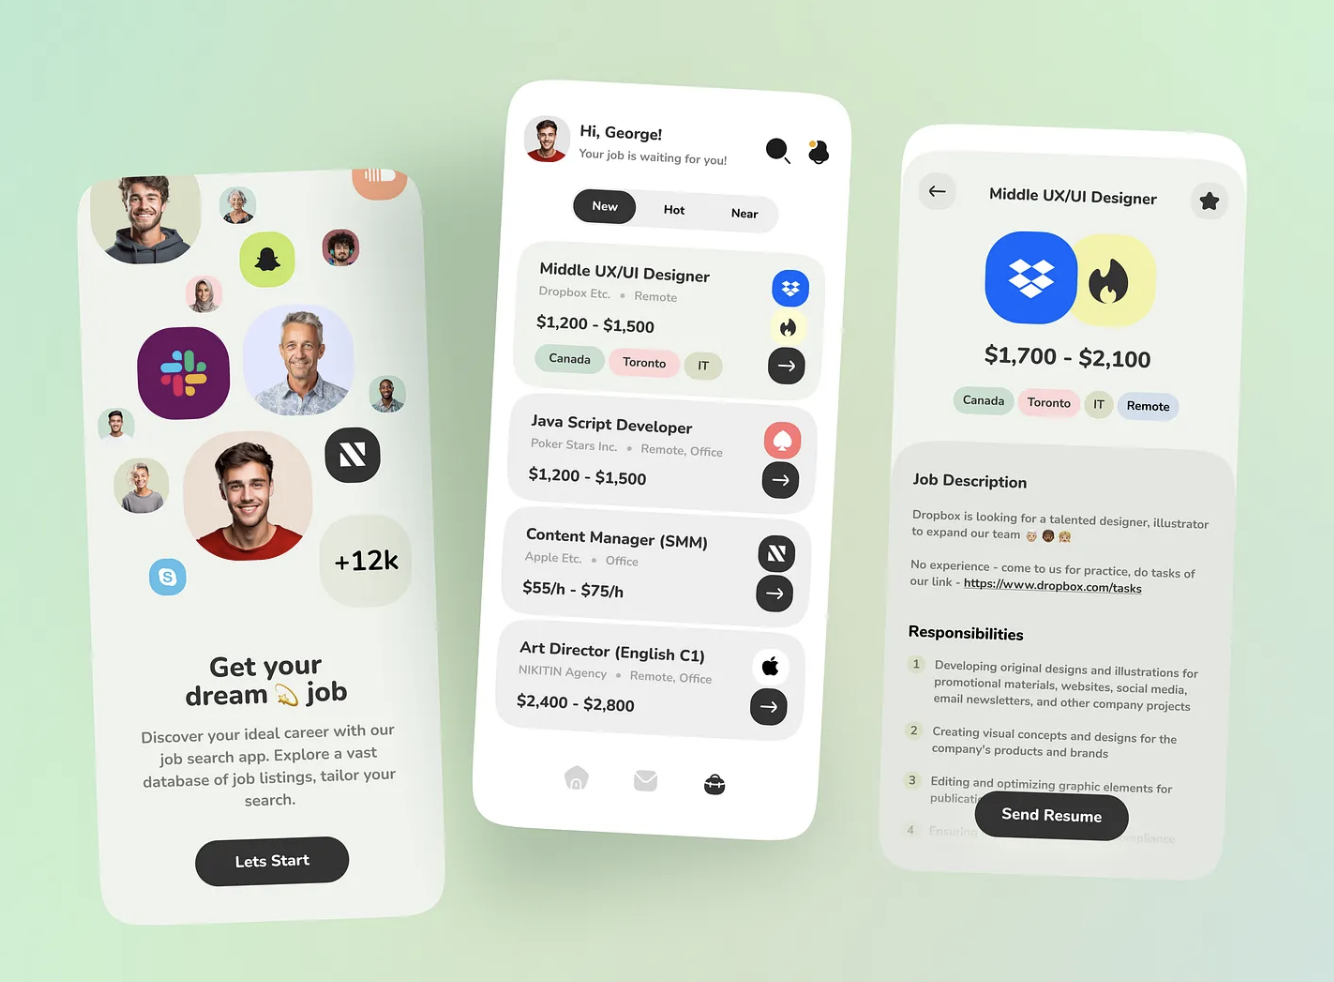 +12k
Get your
dream 💫 job
Discover your ideal career with our
job search app. Explore a vast
database of job listings, tailor your
search.
Lets Start
Hi, George!
Your job is waiting for you!
New Hot Near
Middle UX/UI Designer
Dropbox Etc. • Remote
$1,200 - $1,500
Canada Toronto IT
Java Script Developer
Poker Stars Inc. • Remote, Office
$1,200 - $1,500
Content Manager (SMM)
Apple Etc. • Office
$55/h - $75/h
Art Director (English C1)
NIKITIN Agency • Remote, Office
$2,400 - $2,800
Middle UX/UI Designer
$1,700 - $2,100
Canada Toronto IT Remote
Job Description
Dropbox is looking for a talented designer, illustrator
to expand our team
No experience - come to us for practice, do tasks of
our link - https://www.dropbox.com/tasks
Responsibilities
1 Developing original designs and illustrations for
promotional materials, websites, social media,
email newsletters, and other company projects
2 Creating visual concepts and designs for the
company's products and brands
3 Editing and optimizing graphic elements for
4 Ensuring
Send Resume